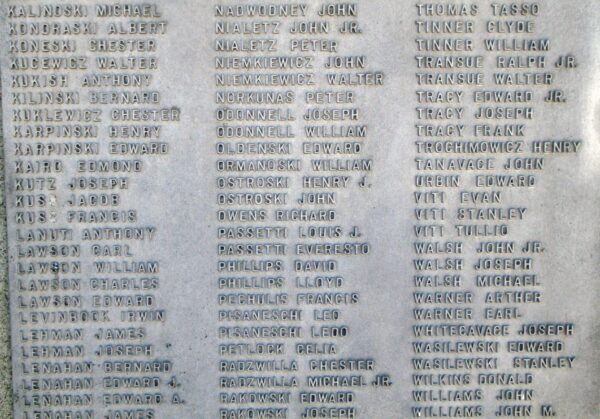 KALINOSKI MICHAEL
KONDRASKI ALBERT
KONESKI CHESTER
KUCEWICZ WALTER
KUKISH ANTHONY
KILINSKI BERNARD
KUKLEWICZ CHESTER
KARPINSKI HENRY
KARPINSKI EDWARD
KAIRO EDMOND
KUTZ JOSEPH
KUSS JACOB
KUSS FRANCIS
LANUTI ANTHONY
LAWSON CARL
LAWSON WILLIAM
LAWSON CHARLES
LAWSON EDWARD
LEVINBOOK IRWIN
LEHMAN JAMES
LEHMAN JOSEPH
LENAHAN BERNARD
LENAHAN EDWARD J.
LENAHAN EDWARD A.
LENAHAN JAMES
NADWODNEY JOHN
NIALETZ JOHN JR.
NIALETZ PETER
NIEMKIEWICZ JOHN
NIEMKIEWICZ WALTER
NORKUNAS PETER
ODONNELL JOSEPH
ODONNELL WILLIAM
OLDENSKI EDWARD
ORMANOSKI WILLIAM
OSTROSKI HENRY J.
OSTROSKI JOHN
OWENS RICHARD
PASSETTI LOUIS J.
PASSETTI EVERESTO
PHILLIPS DAVID
PHILLIPS LLOYD
PECHULIS FRANCIS
PISANESCHI LEO
PISANESCHI LEDO
PETLOCK CELIA
RADZWILLA CHESTER
RADZWILLA MICHAEL JR.
RAKOWSKI EDWARD
RAKOWSKI JOSEPH
THOMAS TASSO
TINNER CLYDE
TINNER WILLIAM
TRANSUE RALPH JR.
TRANSUE WALTER
TRACY EDWARD JR.
TRACY JOSEPH
TRACY FRANK
TROCHIMOWICZ HENRY
TANAVAGE JOHN
URBIN EDWARD
VITI EVAN
VITI STANLEY
VITI TULLIO
WALSH JOHN JR.
WALSH JOSEPH
WALSH MICHAEL
WARNER ARTHER
WARNER EARL
WHITECAVAGE JOSEPH
WASILEWSKI EDWARD
WASILEWSKI STANLEY
WILKINS DONALD
WILLIAMS JOHN
WILLIAMS JOHN M.